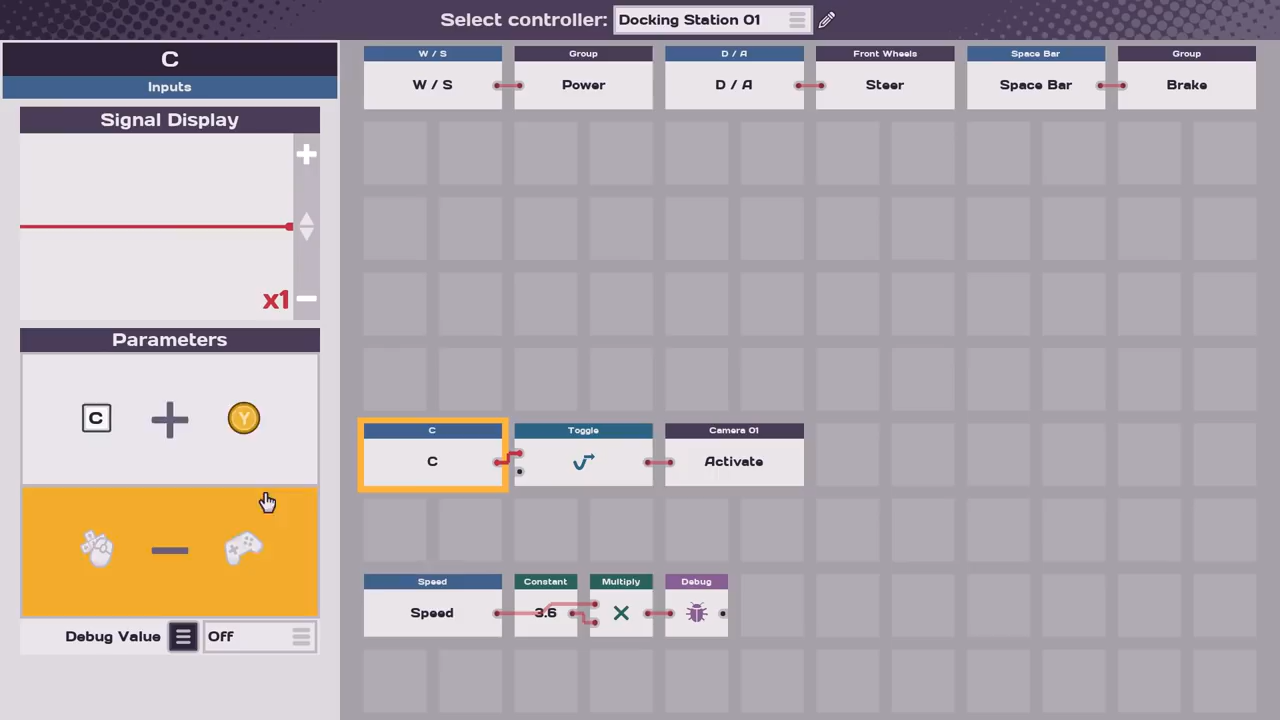 Select controller: Docking Station 01
C
Inputs
Signal Display
x1
Parameters
C Y
Debug Value Off
W / S Group D / A Front Wheels Space Bar Group
W / S Power D / A Steer Space Bar Brake
C Toggle Camera 01
C Activate
Speed Constant Multiply Debug
Speed 3.6